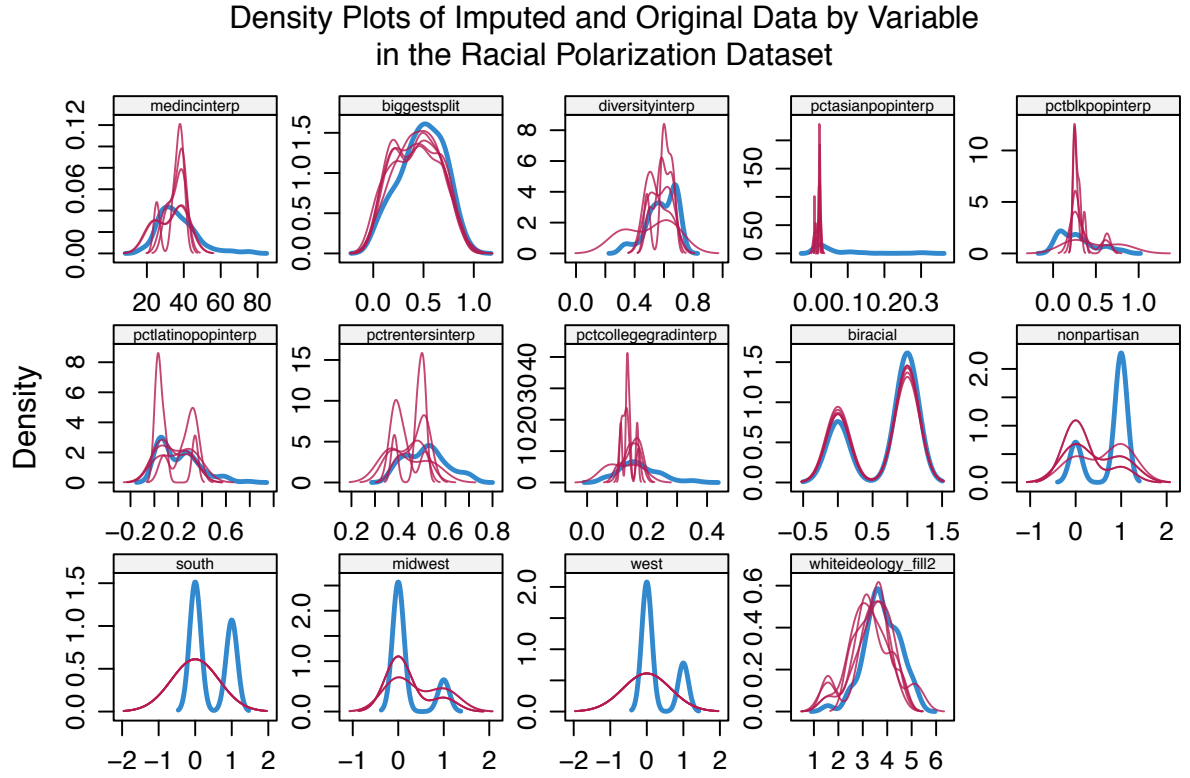 Density Plots of Imputed and Original Data by Variable
in the Racial Polarization Dataset
Density
medincinterp
0.00 0.06 0.12
20 40 60 80
biggestsplit
0.0 0.5 1.0 1.5
0.0 0.5 1.0
diversityinterp
0 2 4 6 8
0.0 0.4 0.8
pctasianpopinterp
0 50 150
0.0 0.1 0.2 0.3
pctblkpopinterp
0 5 10
0.0 0.5 1.0
pctlatinopopinterp
0 2 4 6 8
−0.2 0.2 0.6
pctrentersinterp
0 5 10 15
0.2 0.4 0.6 0.8
pctcollegegradinterp
0 10 20 30 40
0.0 0.2 0.4
biracial
0.0 0.5 1.0 1.5
−0.5 0.5 1.5
nonpartisan
0.0 1.0 2.0
−1 0 1 2
south
0.0 0.5 1.0 1.5
−2 −1 0 1 2
midwest
0.0 1.0 2.0
−1 0 1 2
west
0.0 1.0 2.0
−2 −1 0 1 2
whiteideology_fill2
0.0 0.2 0.4 0.6
1 2 3 4 5 6